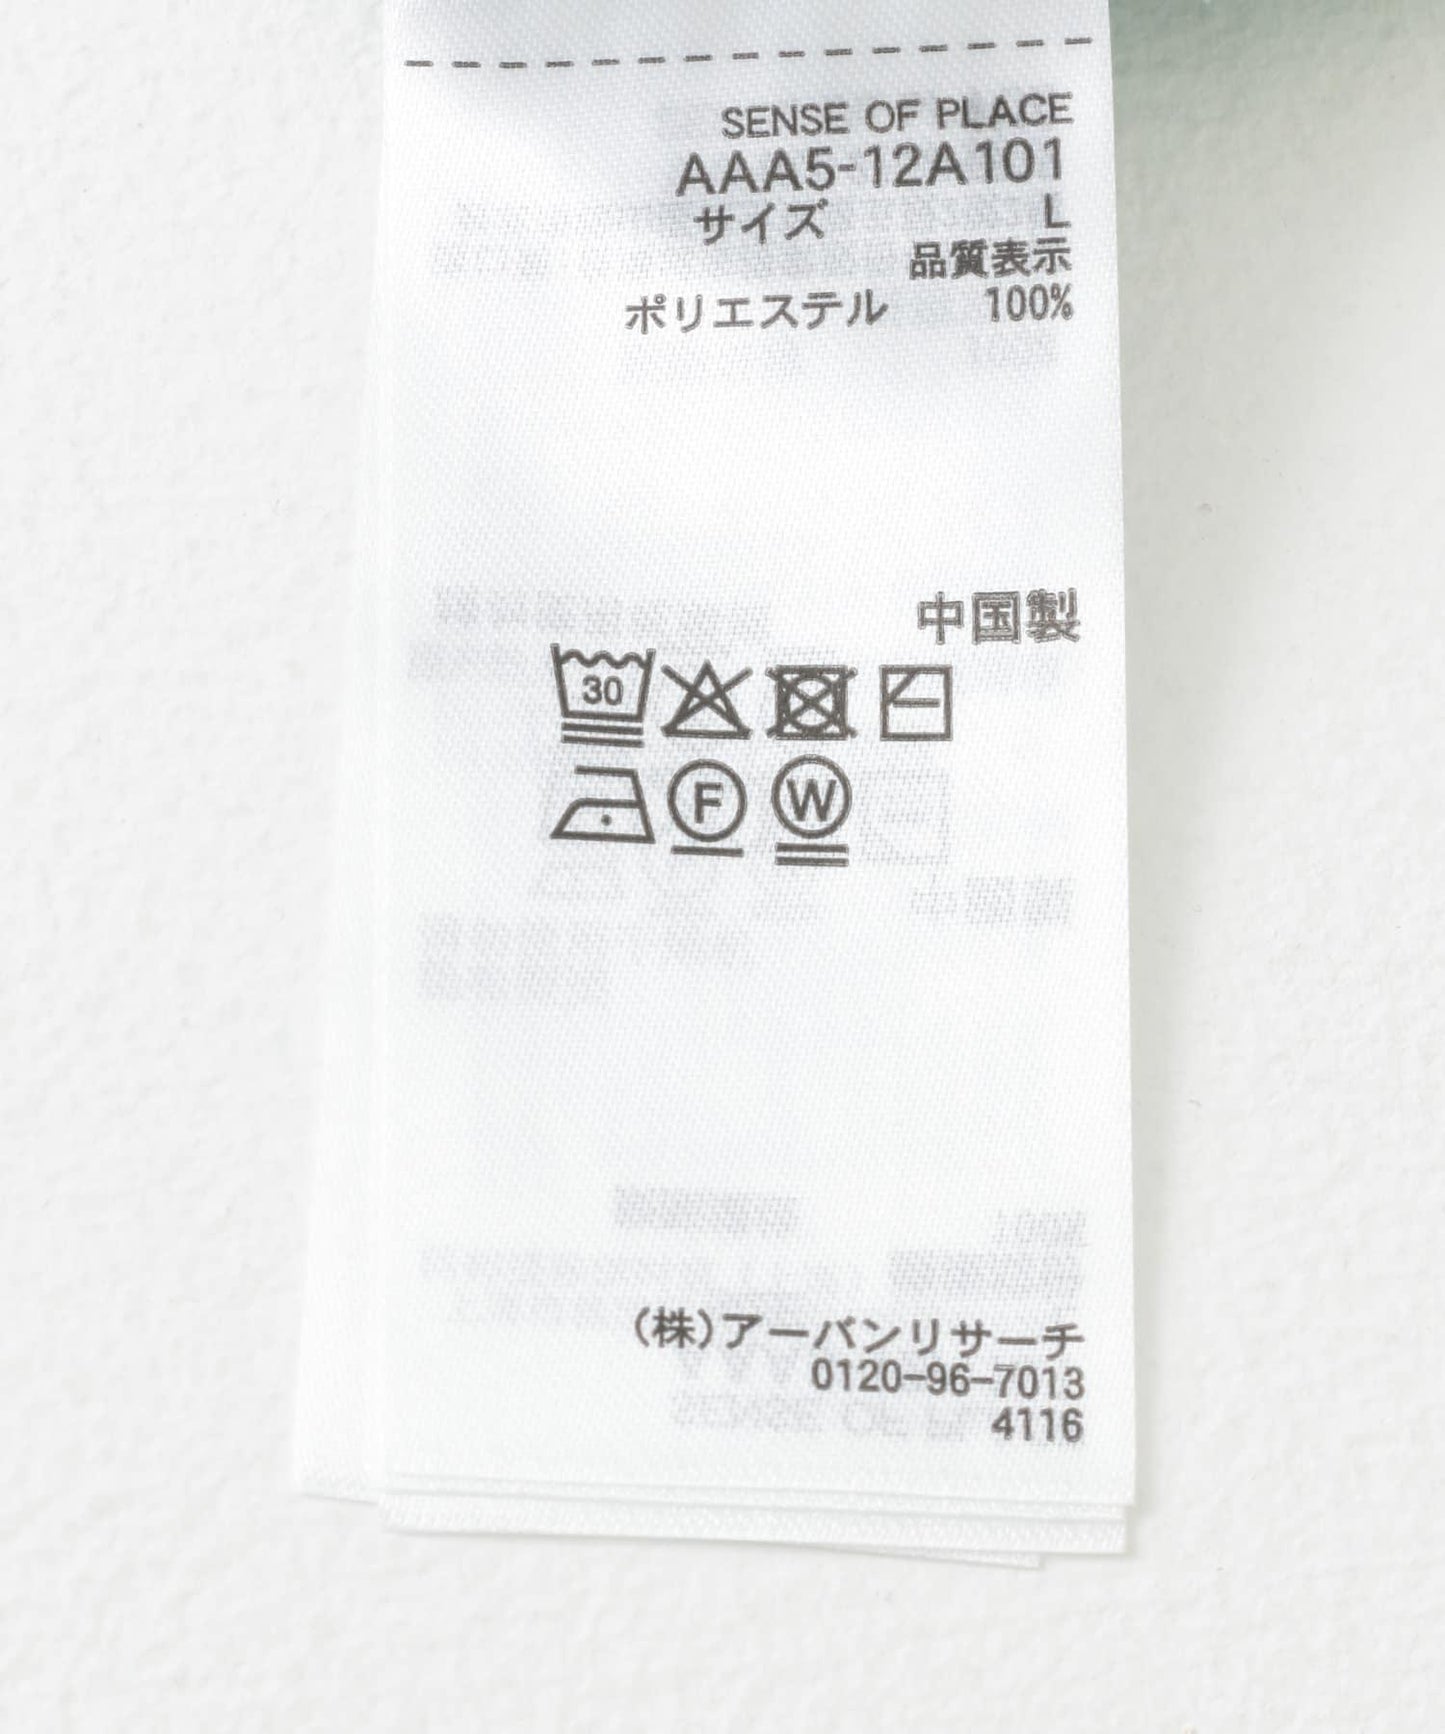 SENSE OF PLACE
AAA5-12A101
サイズ L
品質表示
ポリエステル 100%
中国製
30
F W
(株)アーバンリサーチ
0120-96-7013
4116